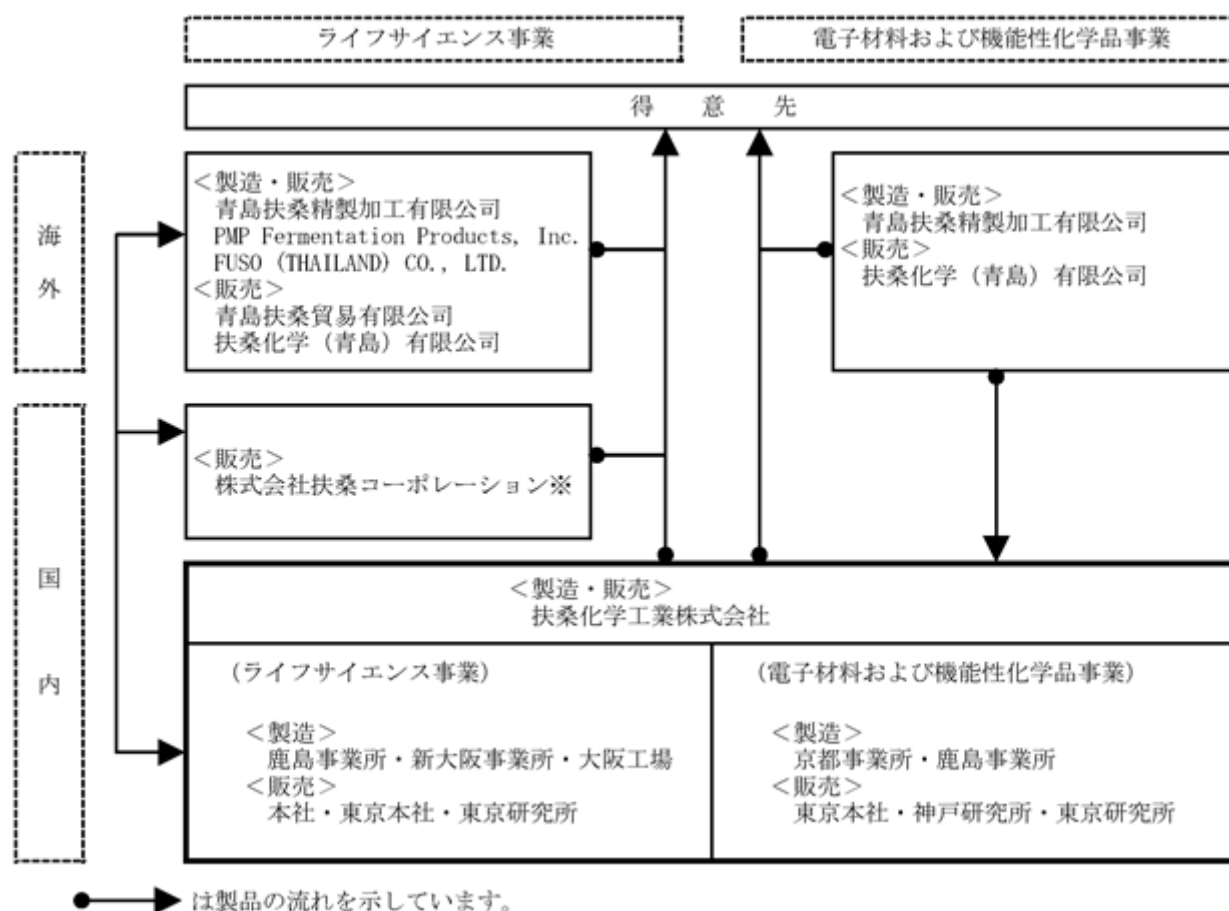 ライフサイエンス事業
電子材料および機能性化学品事業
得意先
海外
<製造・販売>
青島扶桑精製加工有限公司
PMP Fermentation Products, Inc.
FUSO (THAILAND) CO., LTD.
<販売>
青島扶桑貿易有限公司
扶桑化学（青島）有限公司
<製造・販売>
青島扶桑精製加工有限公司
<販売>
扶桑化学（青島）有限公司
国内
<販売>
株式会社扶桑コーポレーション※
<製造・販売>
扶桑化学工業株式会社
(ライフサイエンス事業)
<製造>
鹿島事業所・新大阪事業所・大阪工場
<販売>
本社・東京本社・東京研究所
(電子材料および機能性化学品事業)
<製造>
京都事業所・鹿島事業所
<販売>
東京本社・神戸研究所・東京研究所
は製品の流れを示しています。